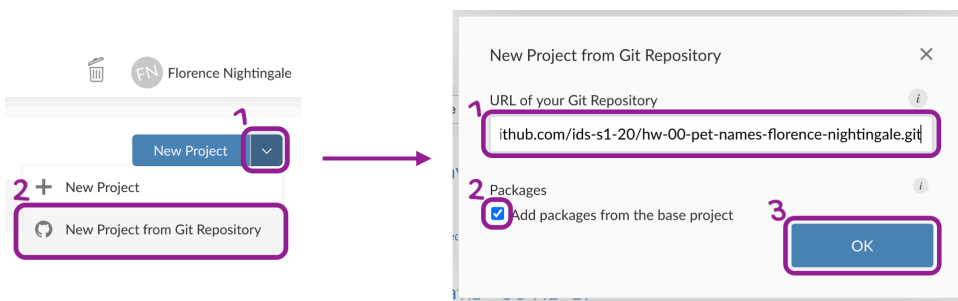 FN Florence Nightingale
1
New Project
2
New Project
New Project from Git Repository
New Project from Git Repository
1
URL of your Git Repository
i
ithub.com/ids-s1-20/hw-00-pet-names-florence-nightingale.git
2
Packages
i
Add packages from the base project
3
OK